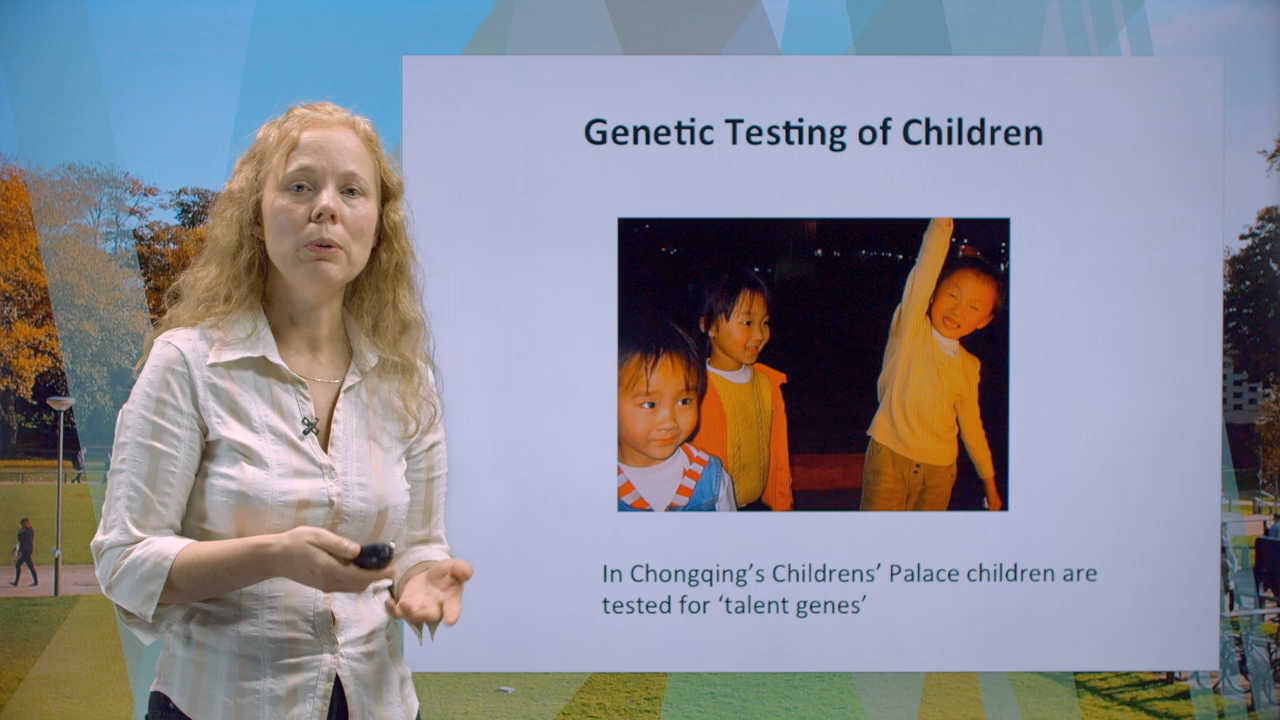 Genetic Testing of Children
In Chongqing's Childrens' Palace children are
tested for 'talent genes'